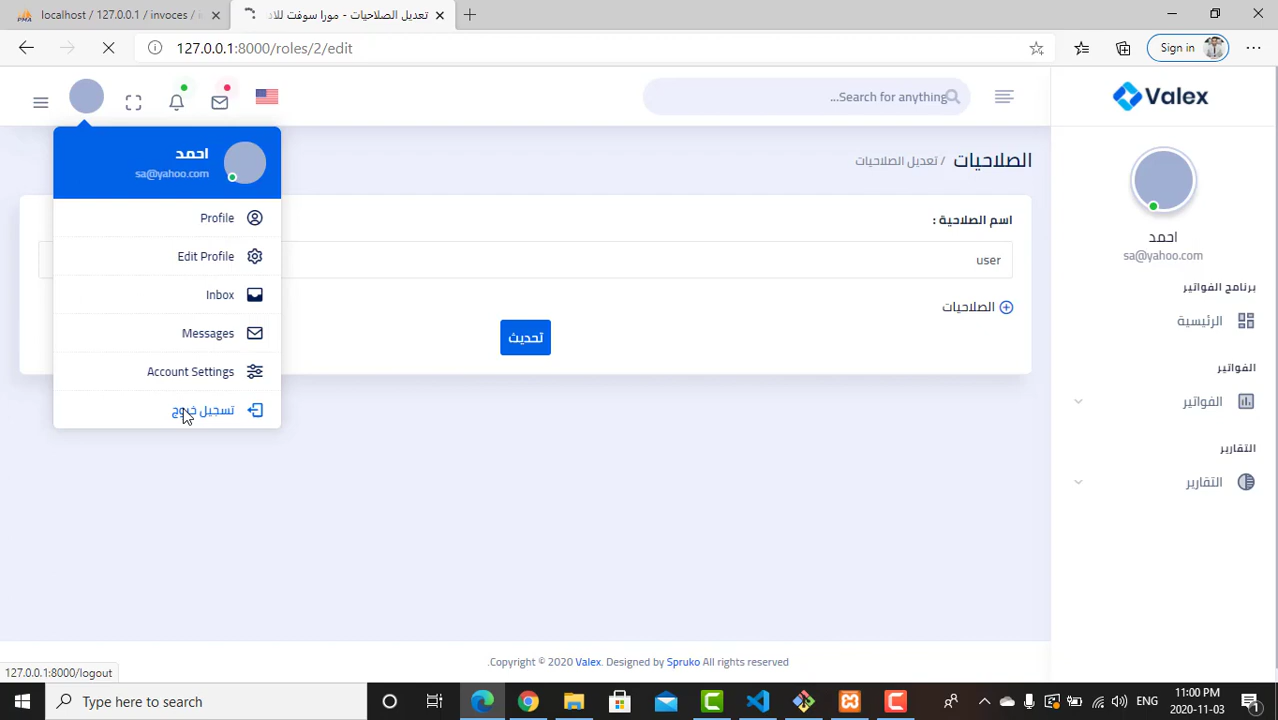 localhost / 127.0.0.1 / invoces / i
تعديل الصلاحيات - مورا سوفت للاد
127.0.0.1:8000/roles/2/edit
Sign in
Search for anything...
Valex
احمد
sa@yahoo.com
Profile
Edit Profile
Inbox
Messages
Account Settings
تسجيل خروج
الصلاحيات / تعديل الصلاحيات
اسم الصلاحية :
user
الصلاحيات
تحديث
احمد
sa@yahoo.com
برنامج الفواتير
الرئيسية
الفواتير
الفواتير
التقارير
التقارير
Copyright © 2020 Valex. Designed by Spruko All rights reserved.
127.0.0.1:8000/logout
Type here to search
ENG
11:00 PM
2020-11-03
1